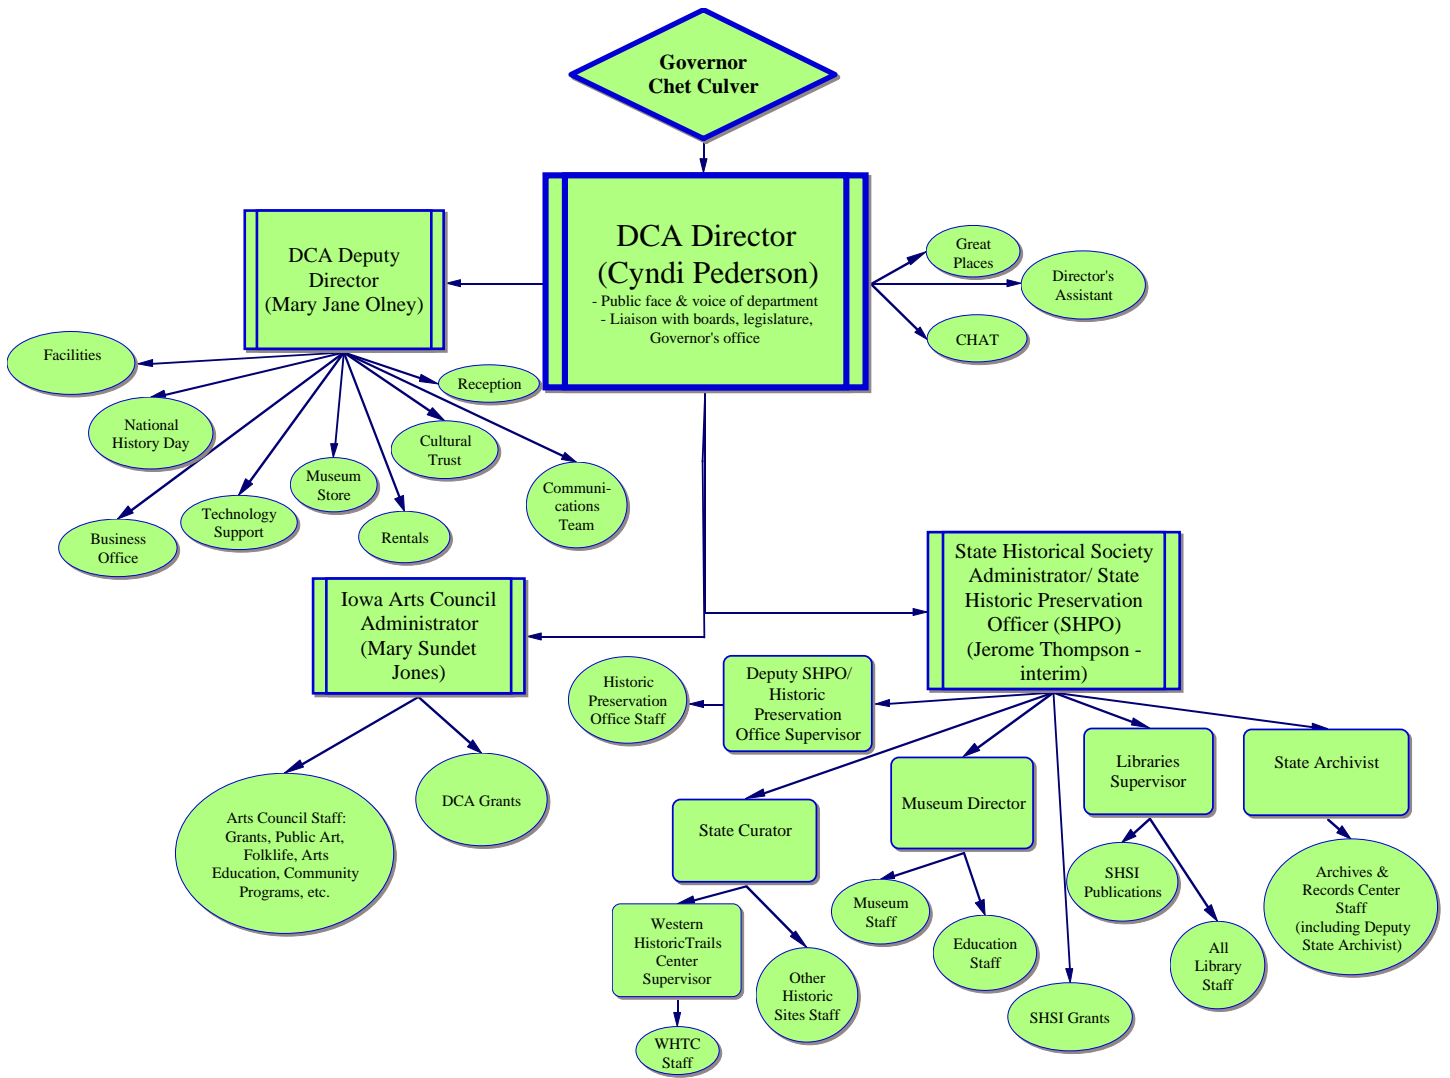 Governor
Chet Culver
DCA Director
(Cyndi Pederson)
- Public face & voice of department
- Liaison with boards, legislature,
Governor's office
DCA Deputy
Director
(Mary Jane Olney)
Great
Places
Director's
Assistant
CHAT
Facilities
Reception
National
History Day
Cultural
Trust
Museum
Store
Communi-
cations
Team
Technology
Support
Rentals
Business
Office
Iowa Arts Council
Administrator
(Mary Sundet
Jones)
State Historical Society
Administrator/ State
Historic Preservation
Officer (SHPO)
(Jerome Thompson -
interim)
Historic
Preservation
Office Staff
Deputy SHPO/
Historic
Preservation
Office Supervisor
DCA Grants
Arts Council Staff:
Grants, Public Art,
Folklife, Arts
Education, Community
Programs, etc.
State Curator
Museum Director
Libraries
Supervisor
State Archivist
Western
HistoricTrails
Center
Supervisor
Other
Historic
Sites Staff
WHTC
Staff
Museum
Staff
Education
Staff
SHSI Grants
SHSI
Publications
All
Library
Staff
Archives &
Records Center
Staff
(including Deputy
State Archivist)